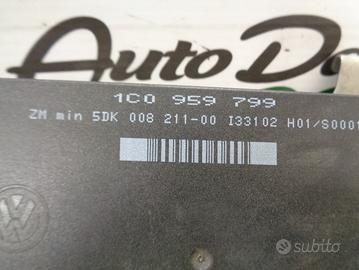 Auto Do
1C0 959 799
ZM min 5DK 008 211-00 I33102 H01/S0001
subito